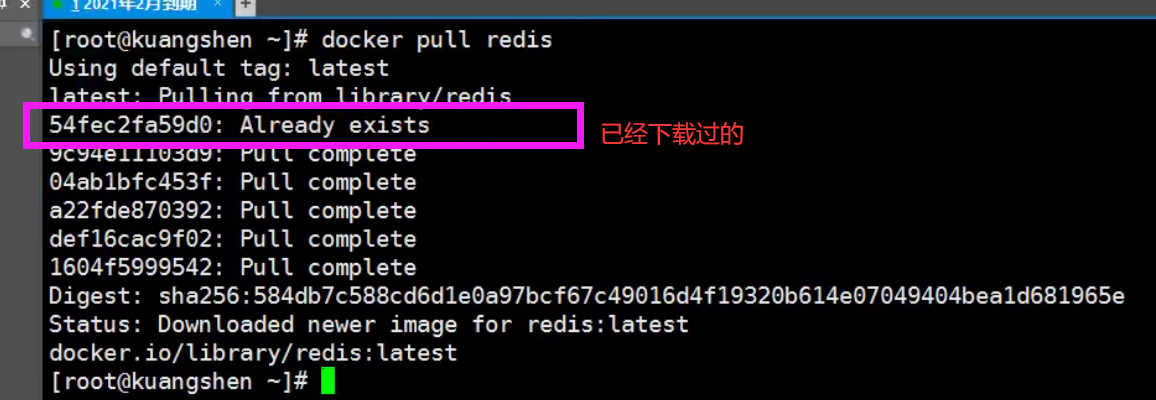 1 2021年2月到期
[root@kuangshen ~]# docker pull redis
Using default tag: latest
latest: Pulling from library/redis
54fec2fa59d0: Already exists
已经下载过的
9c94e11103d9: Pull complete
04ab1bfc453f: Pull complete
a22fde870392: Pull complete
def16cac9f02: Pull complete
1604f5999542: Pull complete
Digest: sha256:584db7c588cd6d1e0a97bcf67c49016d4f19320b614e07049404bea1d681965e
Status: Downloaded newer image for redis:latest
docker.io/library/redis:latest
[root@kuangshen ~]#